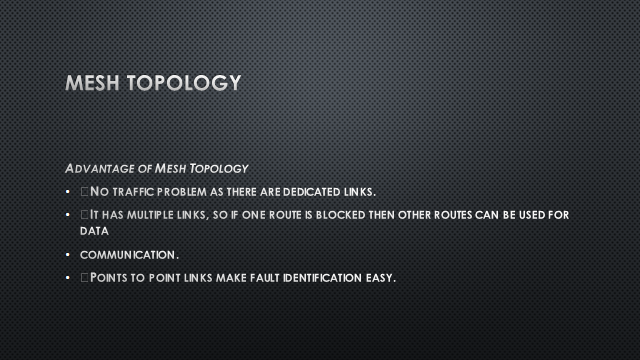 MESH TOPOLOGY
ADVANTAGE OF MESH TOPOLOGY
• □NO TRAFFIC PROBLEM AS THERE ARE DEDICATED LINKS.
• □IT HAS MULTIPLE LINKS, SO IF ONE ROUTE IS BLOCKED THEN OTHER ROUTES CAN BE USED FOR
DATA
• COMMUNICATION.
• □POINTS TO POINT LINKS MAKE FAULT IDENTIFICATION EASY.